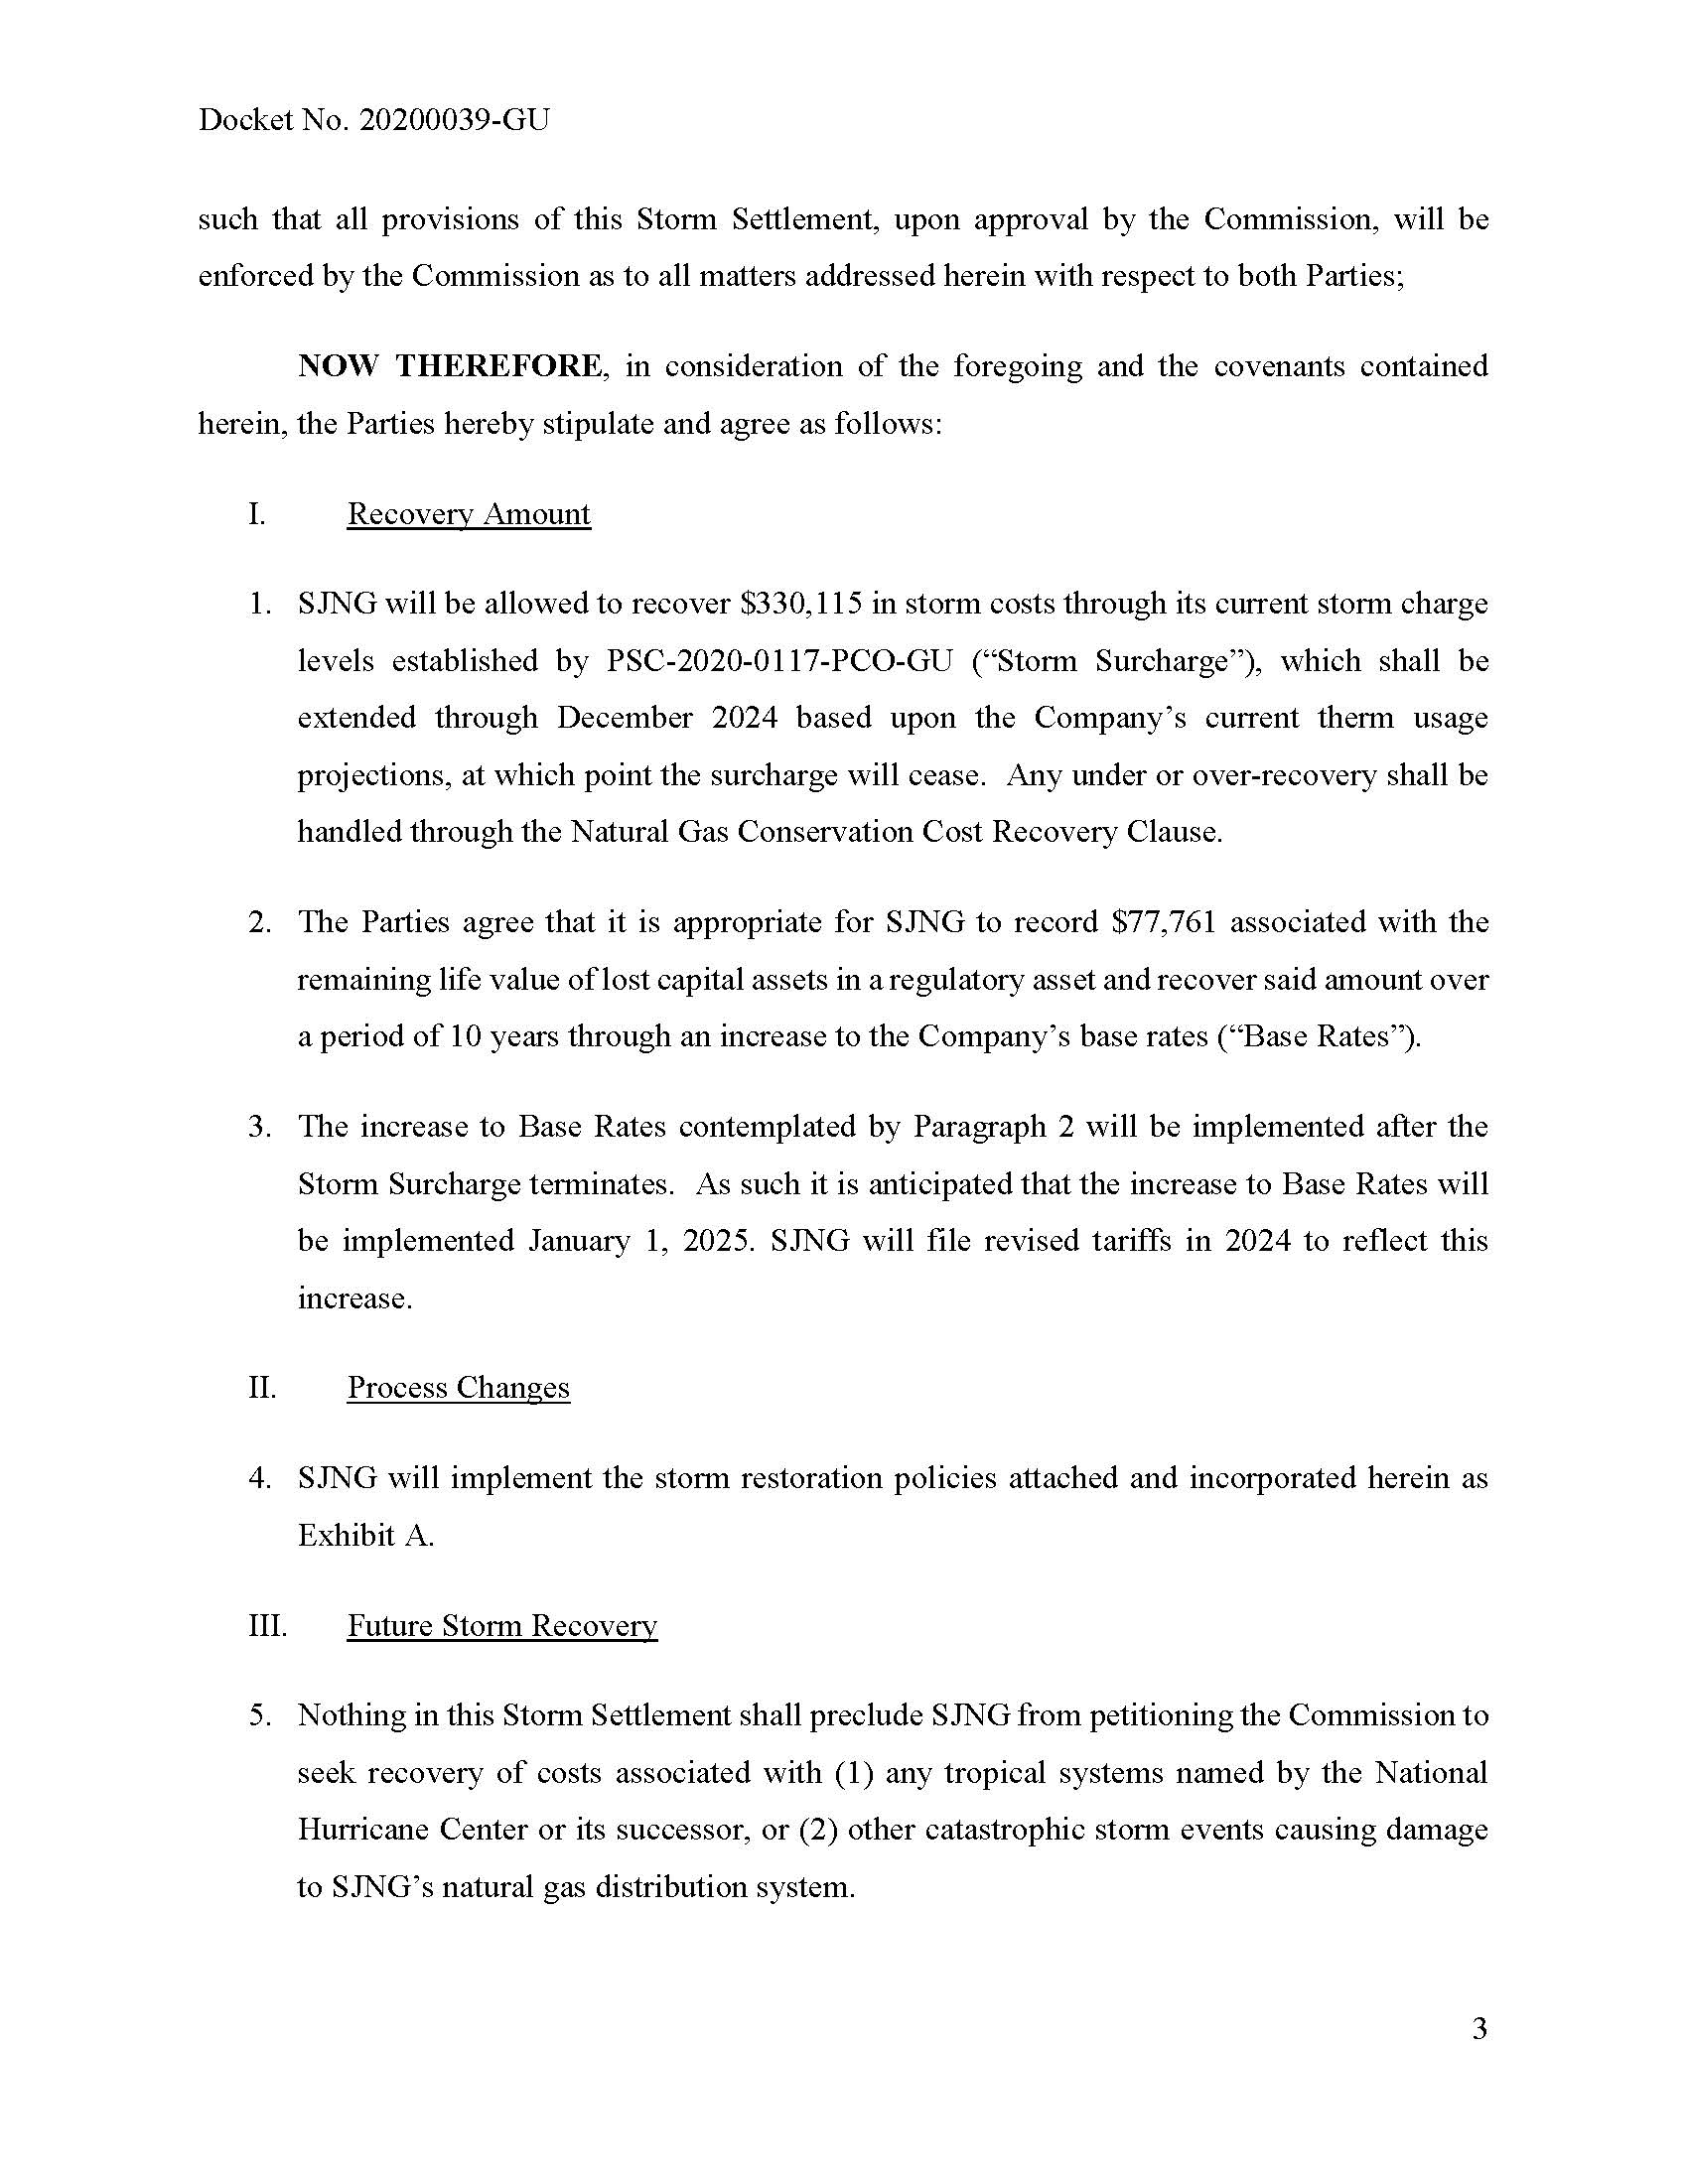 Docket No. 20200039-GU
such that all provisions of this Storm Settlement, upon approval by the Commission, will be
enforced by the Commission as to all matters addressed herein with respect to both Parties;
NOW THEREFORE, in consideration of the foregoing and the covenants contained
herein, the Parties hereby stipulate and agree as follows:
I. Recovery Amount
1. SJNG will be allowed to recover $330,115 in storm costs through its current storm charge
levels established by PSC-2020-0117-PCO-GU (“Storm Surcharge”), which shall be
extended through December 2024 based upon the Company’s current therm usage
projections, at which point the surcharge will cease.  Any under or over-recovery shall be
handled through the Natural Gas Conservation Cost Recovery Clause.
2. The Parties agree that it is appropriate for SJNG to record $77,761 associated with the
remaining life value of lost capital assets in a regulatory asset and recover said amount over
a period of 10 years through an increase to the Company’s base rates (“Base Rates”).
3. The increase to Base Rates contemplated by Paragraph 2 will be implemented after the
Storm Surcharge terminates.  As such it is anticipated that the increase to Base Rates will
be implemented January 1, 2025. SJNG will file revised tariffs in 2024 to reflect this
increase.
II. Process Changes
4. SJNG will implement the storm restoration policies attached and incorporated herein as
Exhibit A.
III. Future Storm Recovery
5. Nothing in this Storm Settlement shall preclude SJNG from petitioning the Commission to
seek recovery of costs associated with (1) any tropical systems named by the National
Hurricane Center or its successor, or (2) other catastrophic storm events causing damage
to SJNG’s natural gas distribution system.
3